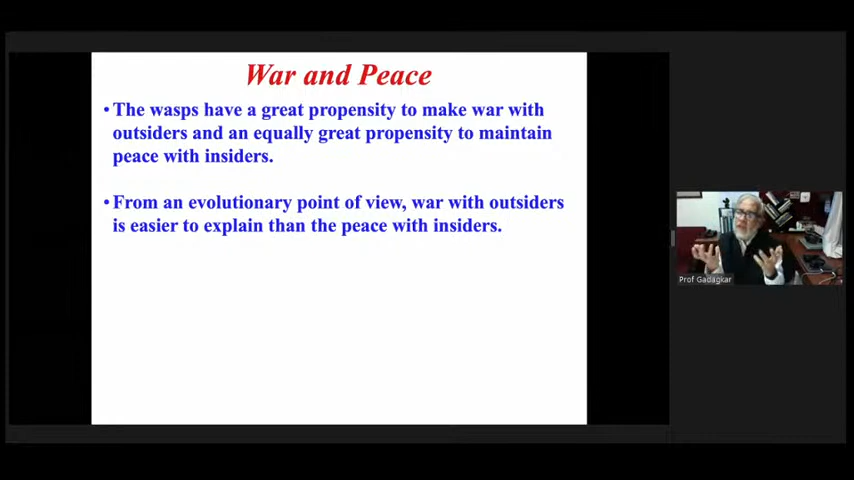 War and Peace
• The wasps have a great propensity to make war with
outsiders and an equally great propensity to maintain
peace with insiders.
• From an evolutionary point of view, war with outsiders
is easier to explain than the peace with insiders.
Prof Gadagkar